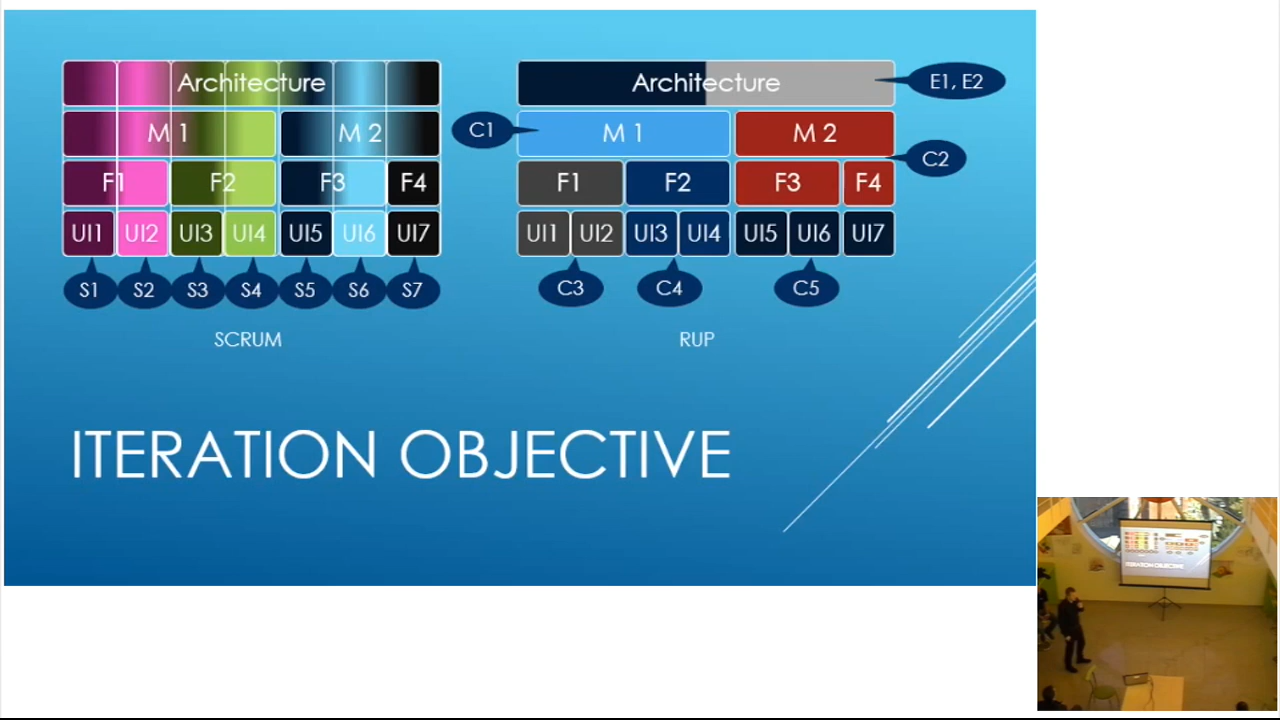 Architecture
M 1 M 2
F1 F2 F3 F4
UI1 UI2 UI3 UI4 UI5 UI6 UI7
S1 S2 S3 S4 S5 S6 S7
SCRUM
Architecture E1, E2
C1 M 1 M 2
C2
F1 F2 F3 F4
UI1 UI2 UI3 UI4 UI5 UI6 UI7
C3 C4 C5
RUP
ITERATION OBJECTIVE
ITERATION OBJECTIVE